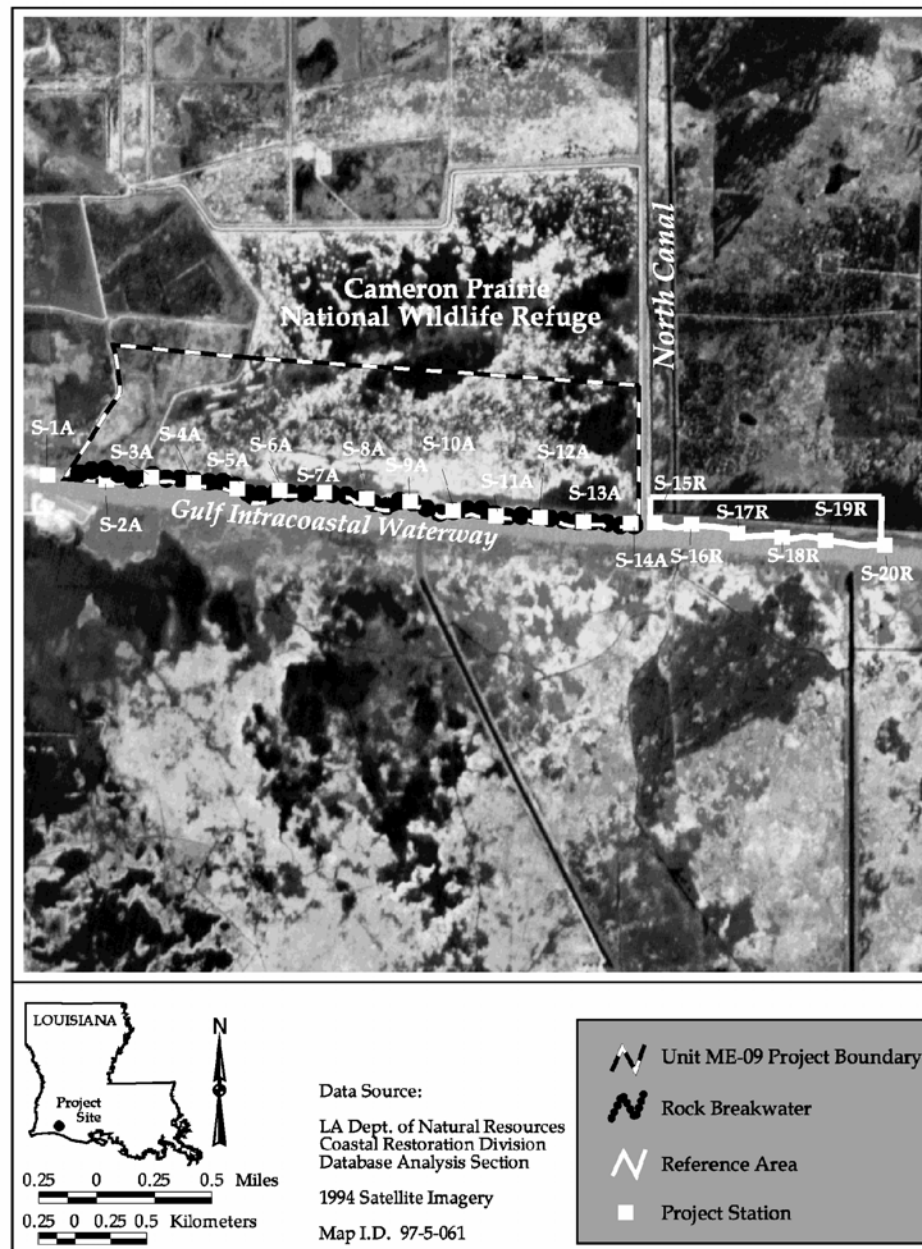 Cameron Prairie
National Wildlife Refuge
North Canal
S-1A
S-2A
S-3A
S-4A
S-5A
S-6A
S-7A
S-8A
S-9A
S-10A
S-11A
S-12A
S-13A
S-14A
S-15R
S-16R
S-17R
S-18R
S-19R
S-20R
Gulf Intracoastal Waterway
LOUISIANA
Project
Site
N
0.25 0 0.25 0.5 Miles
0.25 0 0.25 0.5 Kilometers
Data Source:
LA Dept. of Natural Resources
Coastal Restoration Division
Database Analysis Section
1994 Satellite Imagery
Map I.D. 97-5-061
Unit ME-09 Project Boundary
Rock Breakwater
Reference Area
Project Station